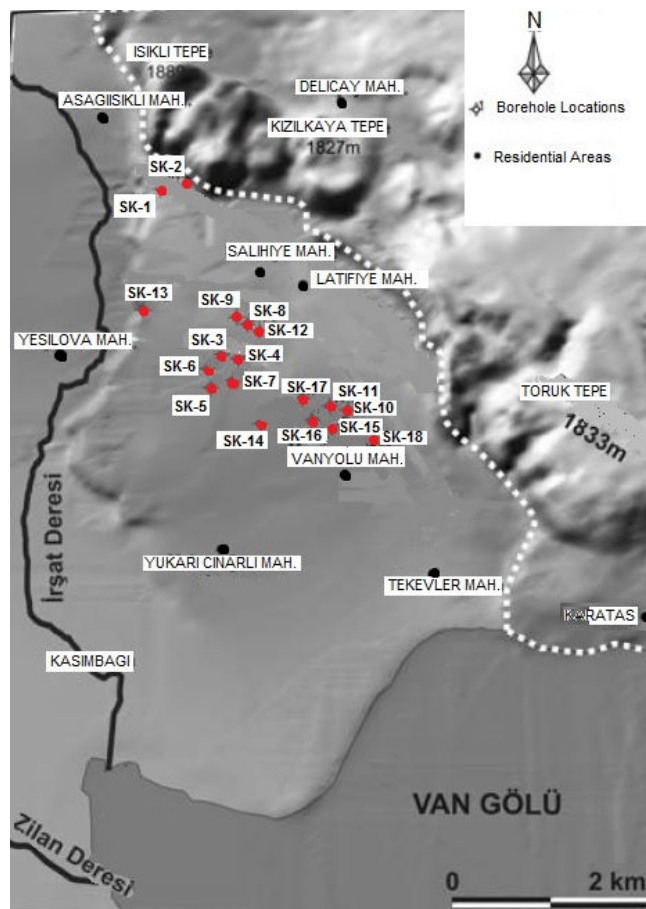 N
ISIKLI TEPE
DELICAY MAH.
ASAGIISIKLI MAH.
Borehole Locations
KIZILKAYA TEPE
1827m
Residential Areas
SK-2
SK-1
SALIHIYE MAH.
LATIFIYE MAH.
SK-13
SK-9
SK-8
SK-12
YESILOVA MAH.
SK-3
SK-4
SK-6
SK-7
SK-5
SK-17
SK-11
SK-10
TORUK TEPE
1833m
SK-14
SK-16
SK-15
SK-18
VANYOLU MAH.
İrşat Deresi
YUKARI CINARLI MAH.
TEKEVLER MAH.
KARATAS
KASIMBAGI
VAN GÖLÜ
Zilan Deresi
0 2 km